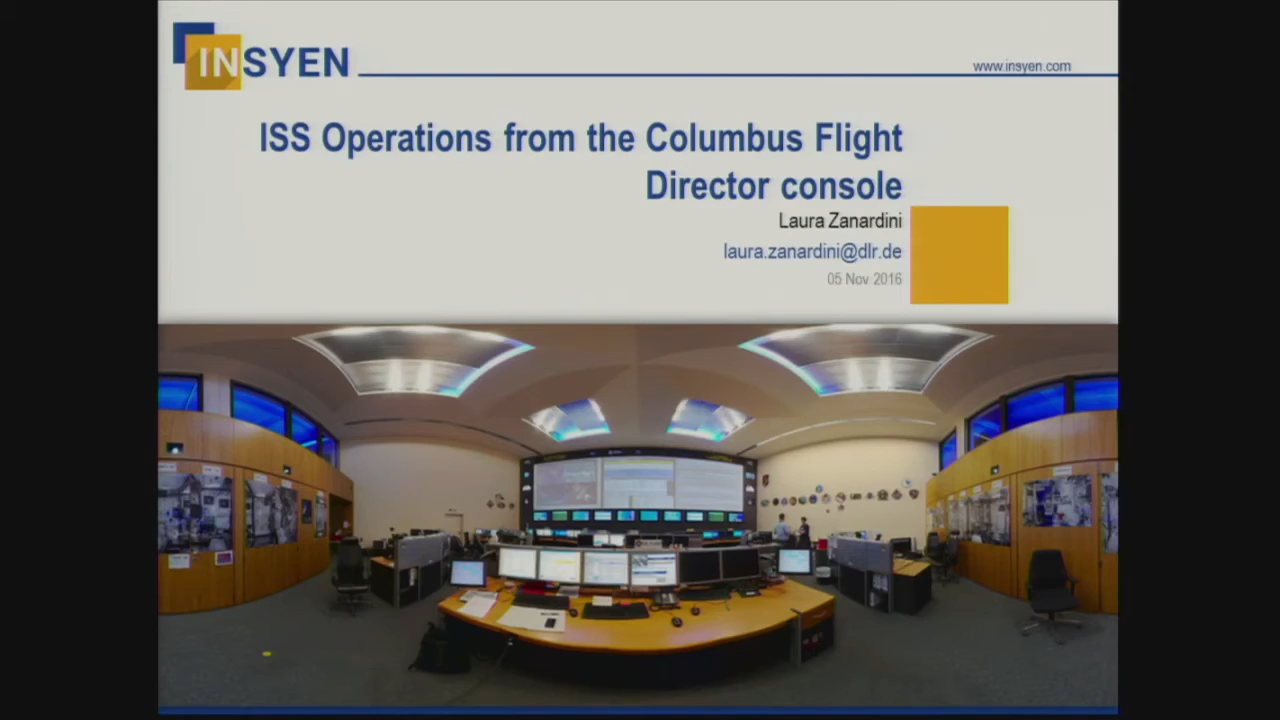 INSYEN
www.insyen.com
ISS Operations from the Columbus Flight
Director console
Laura Zanardini
laura.zanardini@dlr.de
05 Nov 2016